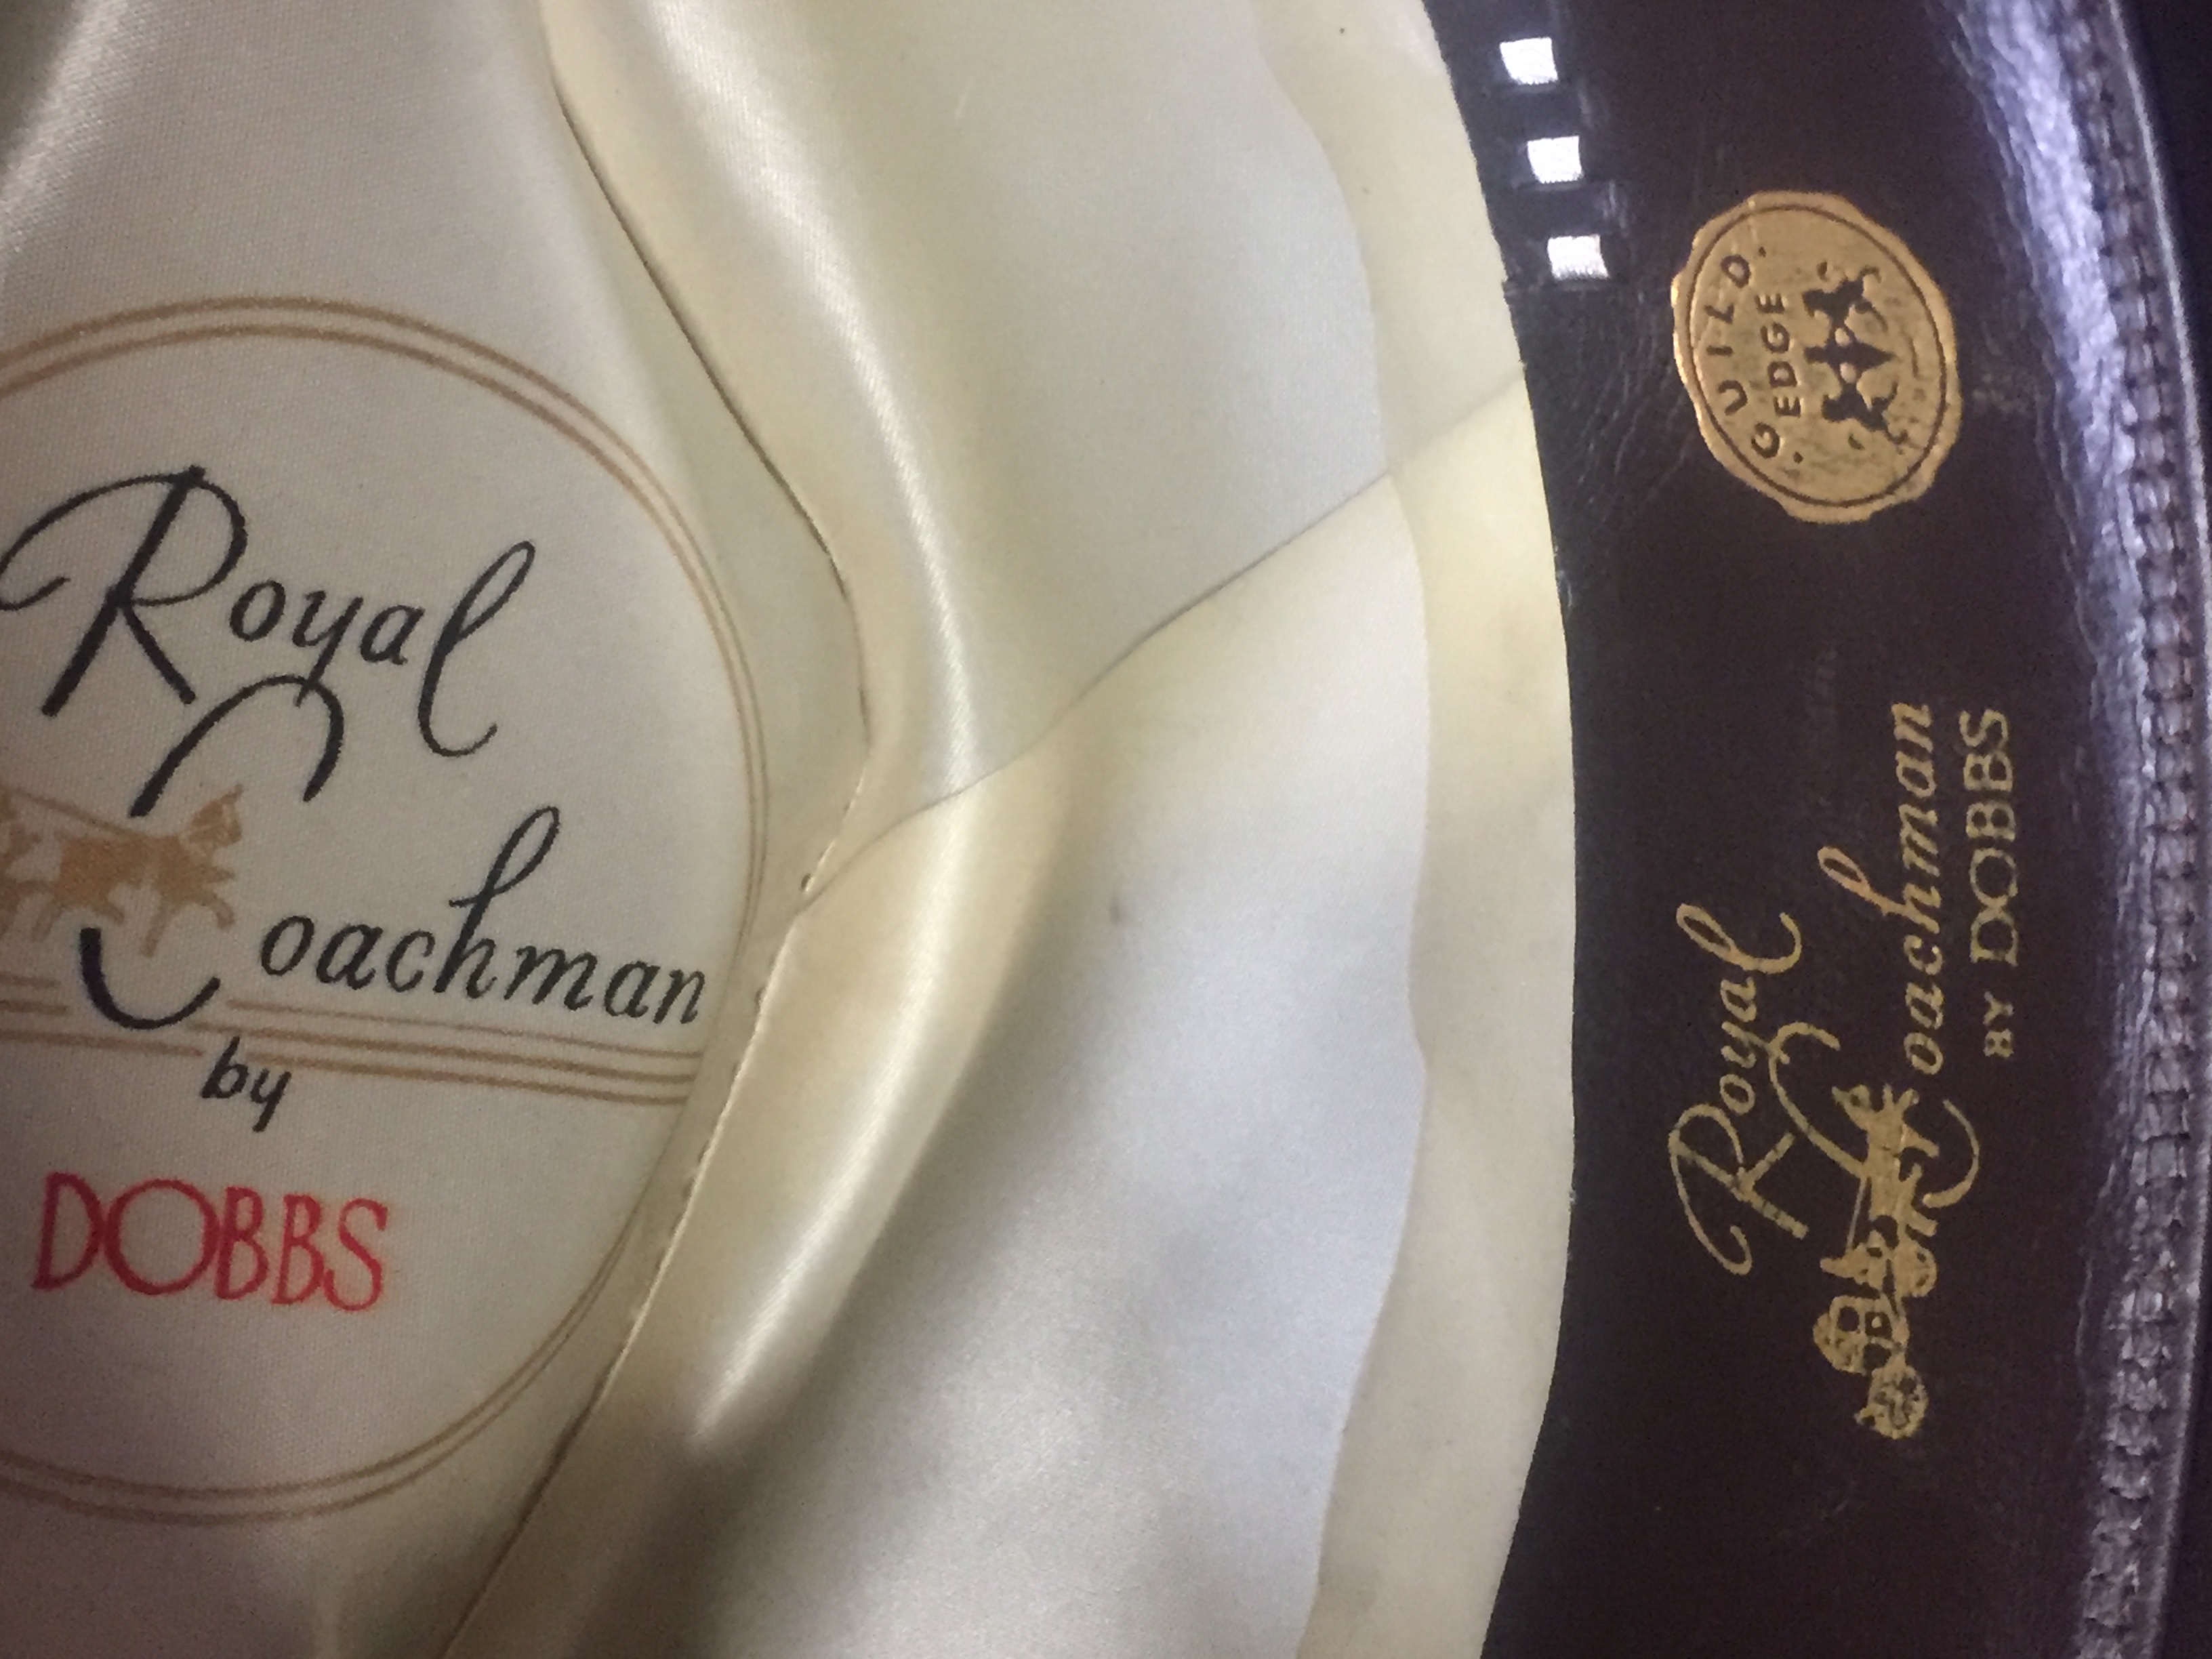 Royal
Coachman
by
DOBBS
GUILD
EDGE
Royal
Coachman
BY DOBBS